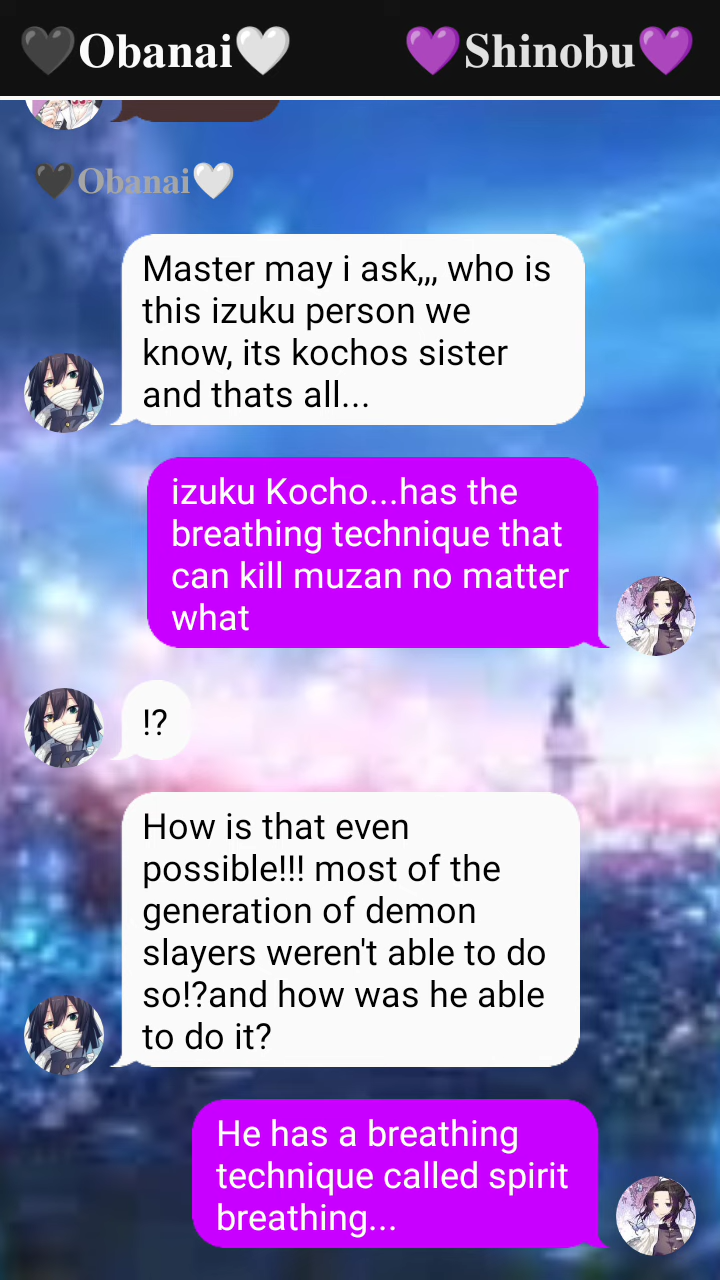 🖤Obanai🤍 💜Shinobu💜
🖤Obanai🤍
Master may i ask,,, who is
this izuku person we
know, its kochos sister
and thats all...
izuku Kocho...has the
breathing technique that
can kill muzan no matter
what
!?
How is that even
possible!!! most of the
generation of demon
slayers weren't able to do
so!?and how was he able
to do it?
He has a breathing
technique called spirit
breathing...